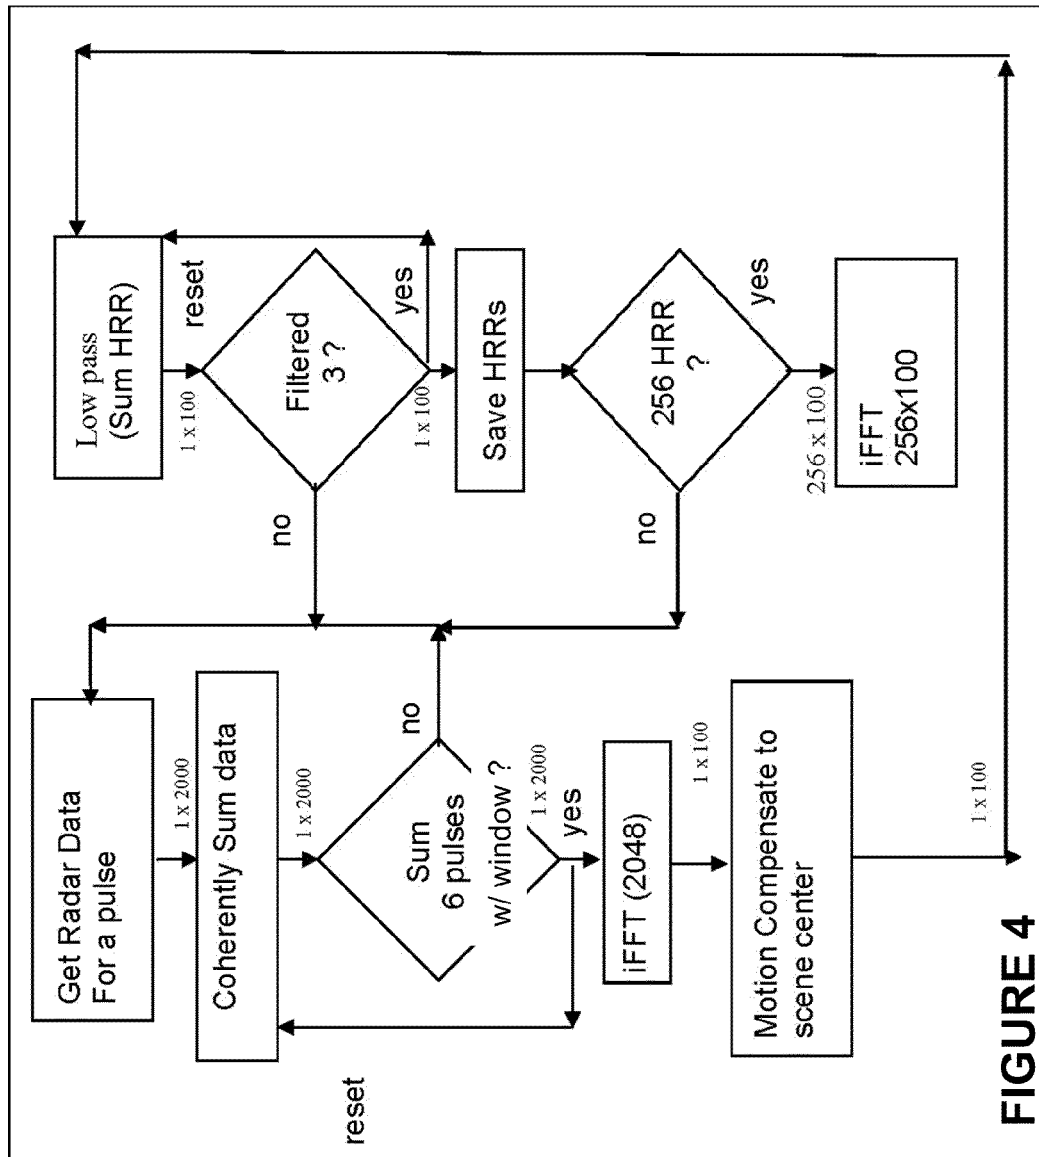 Get Radar Data
For a pulse
1 x 2000
Coherently Sum data
1 x 2000
Sum
6 pulses
w/ window ?
no
1 x 2000
yes
reset
iFFT (2048)
1 x 100
Motion Compensate to
scene center
1 x 100
Low pass
(Sum HRR)
1 x 100
reset
Filtered
3 ?
no
yes
1 x 100
Save HRRs
256 HRR
?
no
yes
256 x 100
iFFT
256x100
FIGURE 4